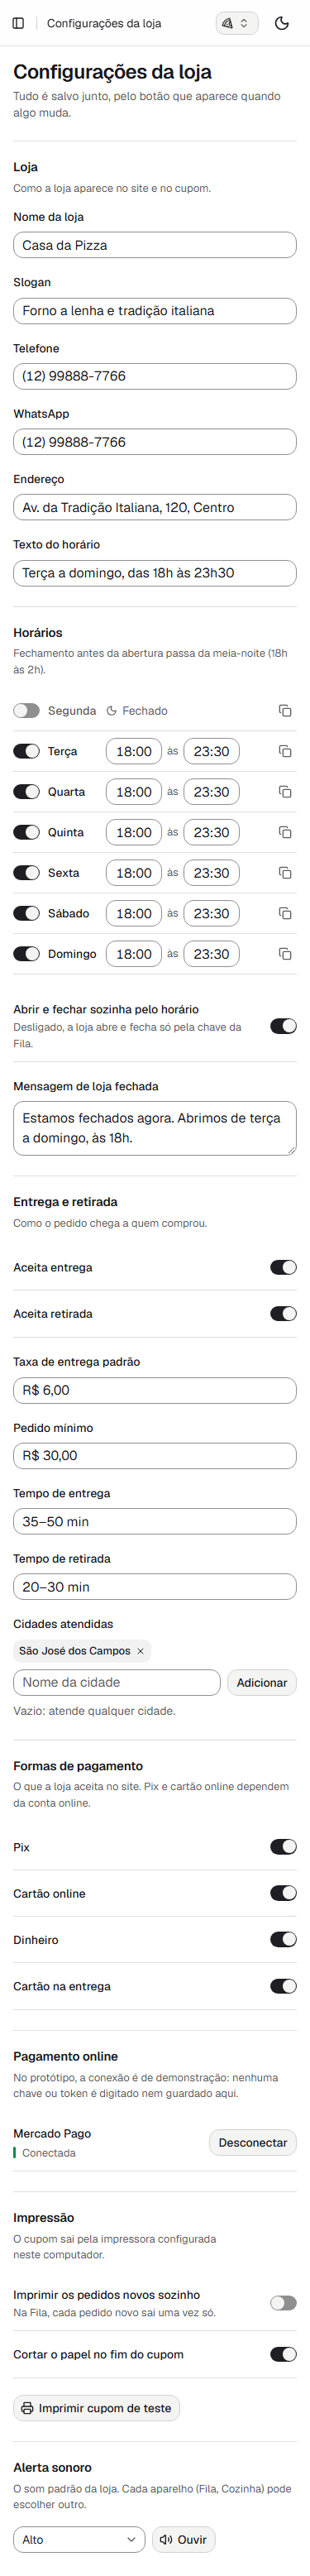 Configurações da loja
Configurações da loja
Tudo é salvo junto, pelo botão que aparece quando
algo muda.
Loja
Como a loja aparece no site e no cupom.
Nome da loja
Casa da Pizza
Slogan
Forno a lenha e tradição italiana
Telefone
(12) 99888-7766
WhatsApp
(12) 99888-7766
Endereço
Av. da Tradição Italiana, 120, Centro
Texto do horário
Terça a domingo, das 18h às 23h30
Horários
Fechamento antes da abertura passa da meia-noite (18h
às 2h).
Segunda Fechado
Terça 18:00 às 23:30
Quarta 18:00 às 23:30
Quinta 18:00 às 23:30
Sexta 18:00 às 23:30
Sábado 18:00 às 23:30
Domingo 18:00 às 23:30
Abrir e fechar sozinha pelo horário
Desligado, a loja abre e fecha só pela chave da
Fila.
Mensagem de loja fechada
Estamos fechados agora. Abrimos de terça
a domingo, às 18h.
Entrega e retirada
Como o pedido chega a quem comprou.
Aceita entrega
Aceita retirada
Taxa de entrega padrão
R$ 6,00
Pedido mínimo
R$ 30,00
Tempo de entrega
35–50 min
Tempo de retirada
20–30 min
Cidades atendidas
São José dos Campos ×
Nome da cidade Adicionar
Vazio: atende qualquer cidade.
Formas de pagamento
O que a loja aceita no site. Pix e cartão online dependem
da conta online.
Pix
Cartão online
Dinheiro
Cartão na entrega
Pagamento online
No protótipo, a conexão é de demonstração: nenhuma
chave ou token é digitado nem guardado aqui.
Mercado Pago
Conectada
Desconectar
Impressão
O cupom sai pela impressora configurada
neste computador.
Imprimir os pedidos novos sozinho
Na Fila, cada pedido novo sai uma vez só.
Cortar o papel no fim do cupom
Imprimir cupom de teste
Alerta sonoro
O som padrão da loja. Cada aparelho (Fila, Cozinha) pode
escolher outro.
Alto Ouvir